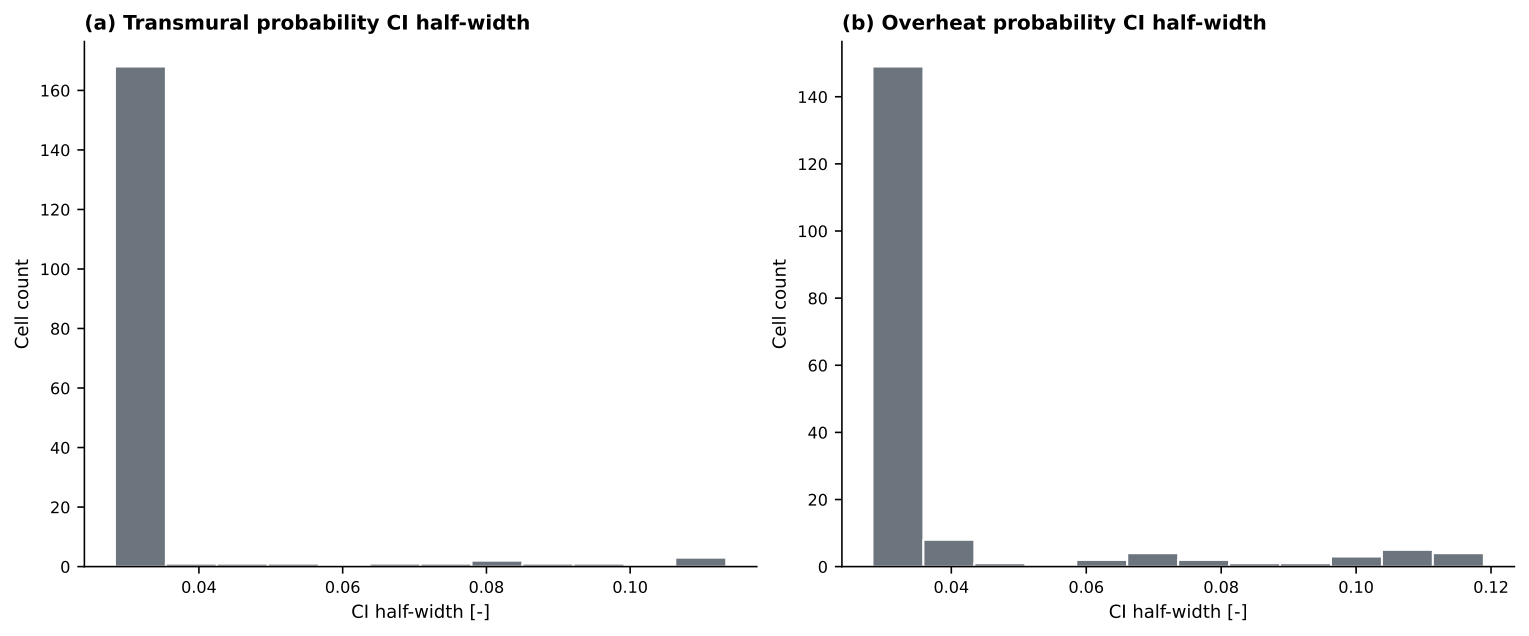 (a) Transmural probability CI half-width
160
140
120
100
80
60
40
20
0
Cell count
0.04 0.06 0.08 0.10
CI half-width [-]
(b) Overheat probability CI half-width
140
120
100
80
60
40
20
0
Cell count
0.04 0.06 0.08 0.10 0.12
CI half-width [-]